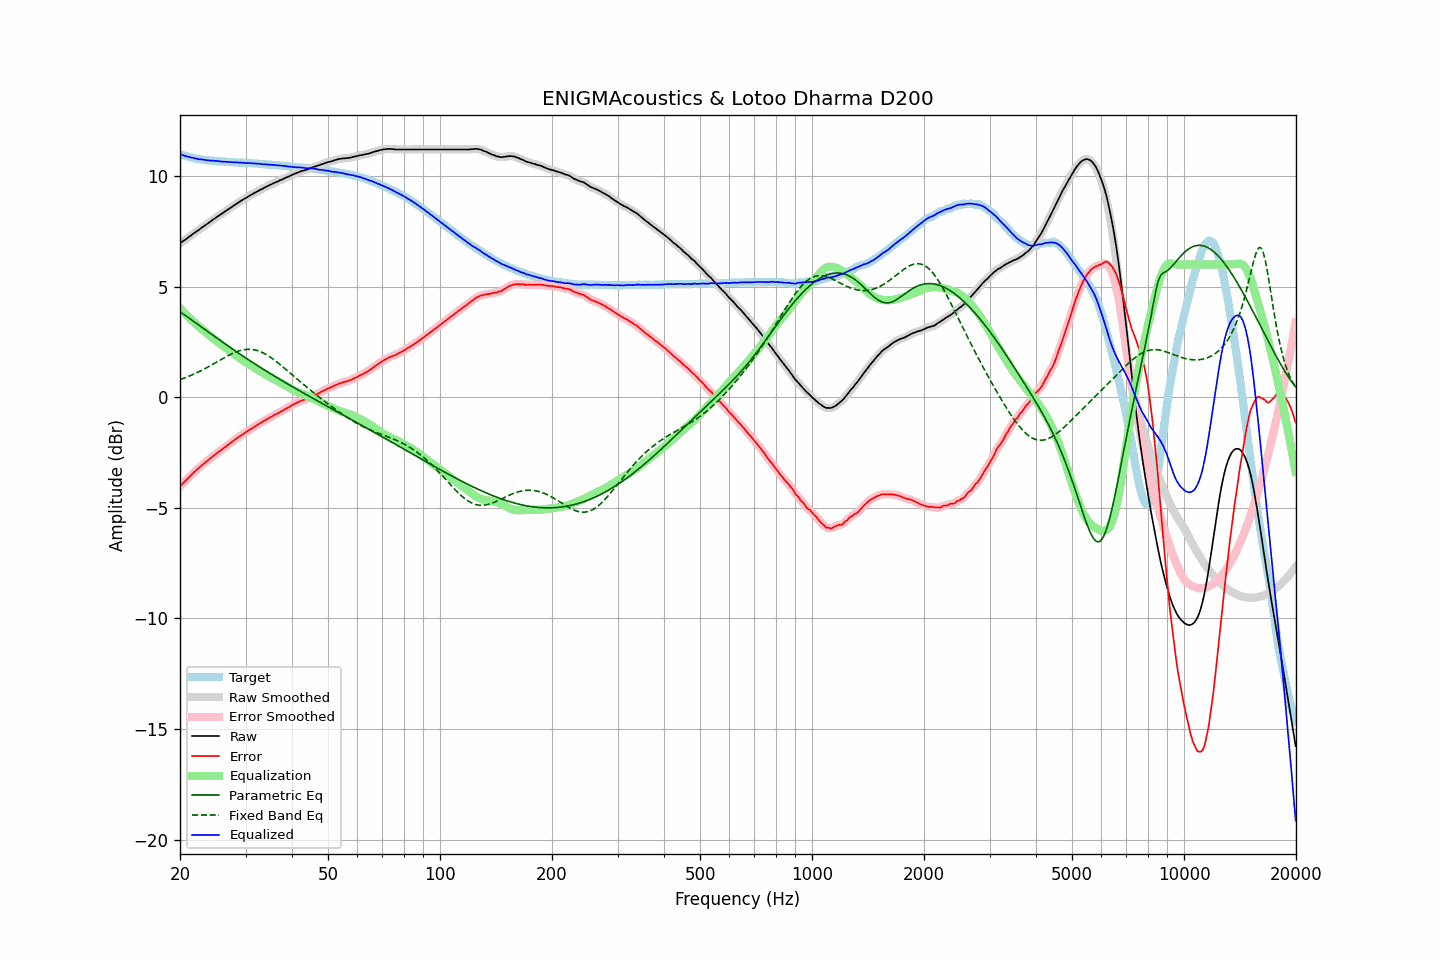 ENIGMAcoustics & Lotoo Dharma D200
Amplitude (dBr)
10
5
0
−5
−10
−15
−20
Target
Raw Smoothed
Error Smoothed
Raw
Error
Equalization
Parametric Eq
Fixed Band Eq
Equalized
20 50 100 200 500 1000 2000 5000 10000 20000
Frequency (Hz)